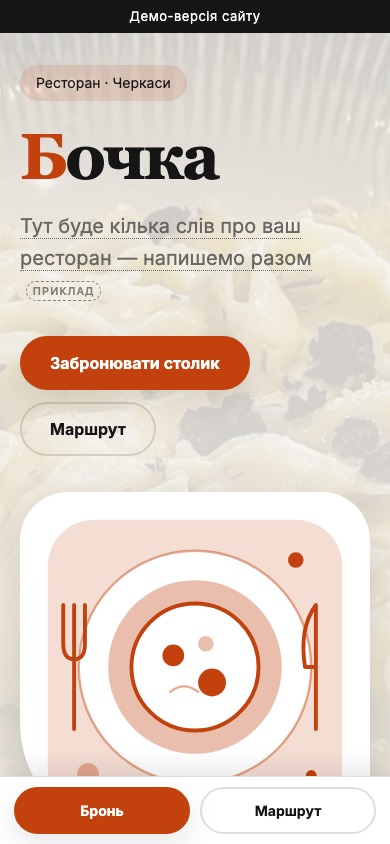 Демо-версія сайту
Ресторан · Черкаси
Бочка
Тут буде кілька слів про ваш
ресторан — напишемо разом
ПРИКЛАД
Забронювати столик
Маршрут
Бронь
Маршрут